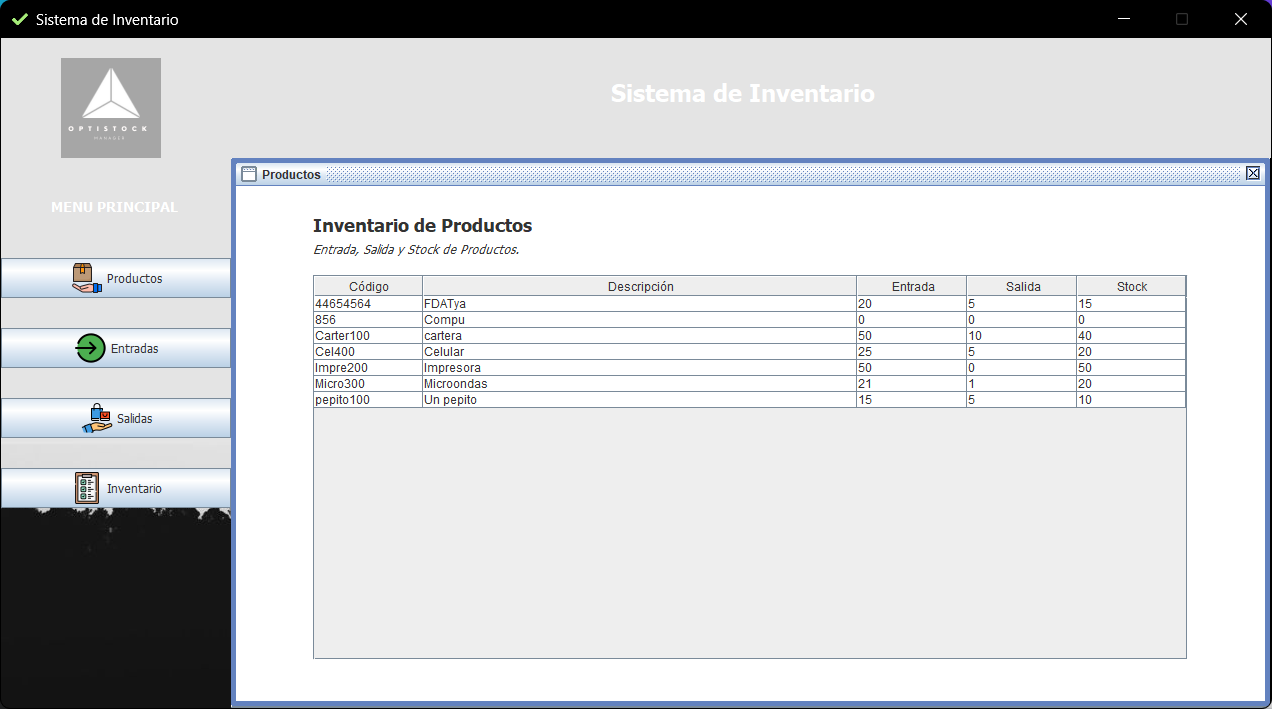 Sistema de Inventario
OPTISTOCK
MANAGER
Sistema de Inventario
MENU PRINCIPAL
Productos
Entradas
Salidas
Inventario
Productos
Inventario de Productos
Entrada, Salida y Stock de Productos.
Código Descripción Entrada Salida Stock
44654564 FDATya 20 5 15
856 Compu 0 0 0
Carter100 cartera 50 10 40
Cel400 Celular 25 5 20
Impre200 Impresora 50 0 50
Micro300 Microondas 21 1 20
pepito100 Un pepito 15 5 10